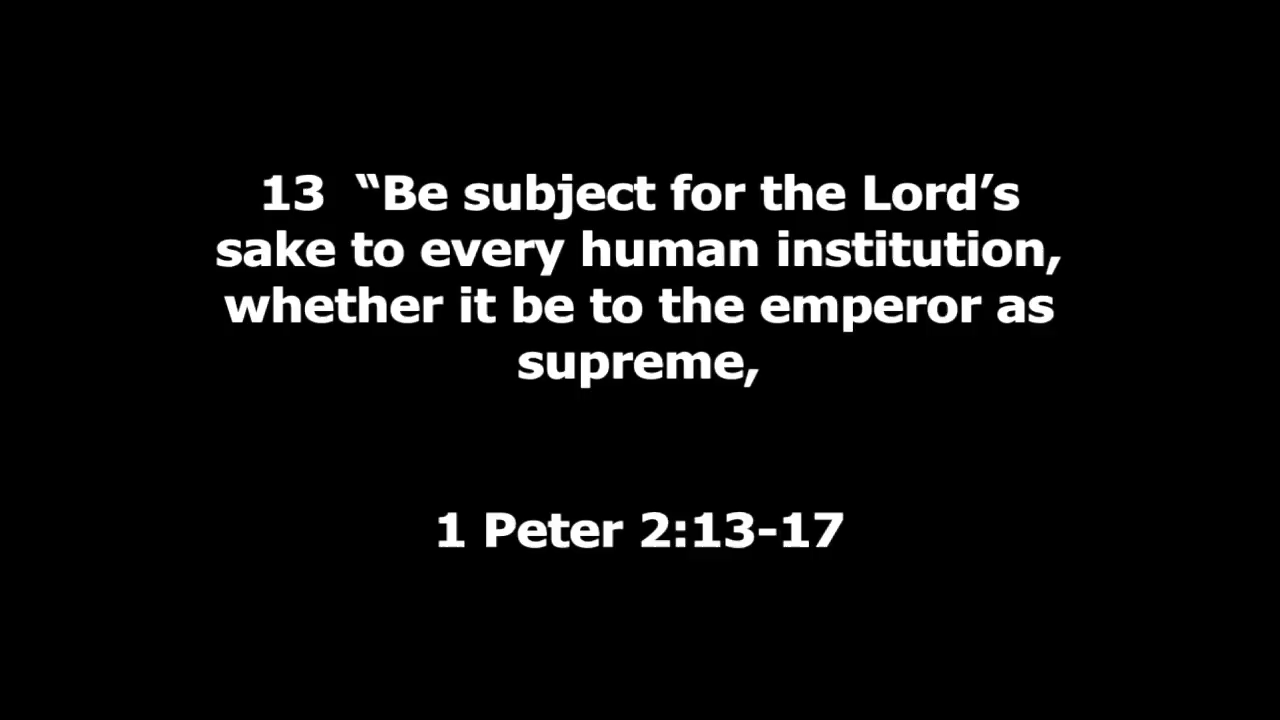 13  “Be subject for the Lord’s
sake to every human institution,
whether it be to the emperor as
supreme,
1 Peter 2:13-17